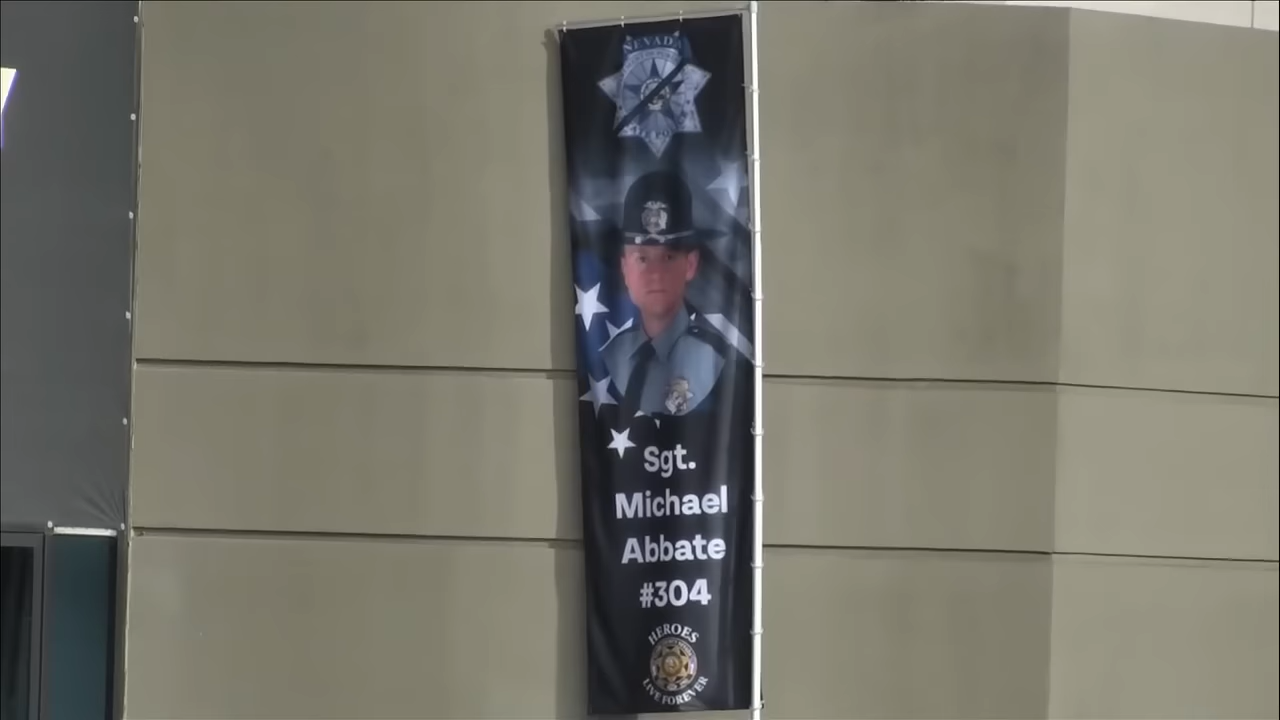 NEVADA
Sgt.
Michael
Abbate
#304
HEROES
LIVE FOREVER